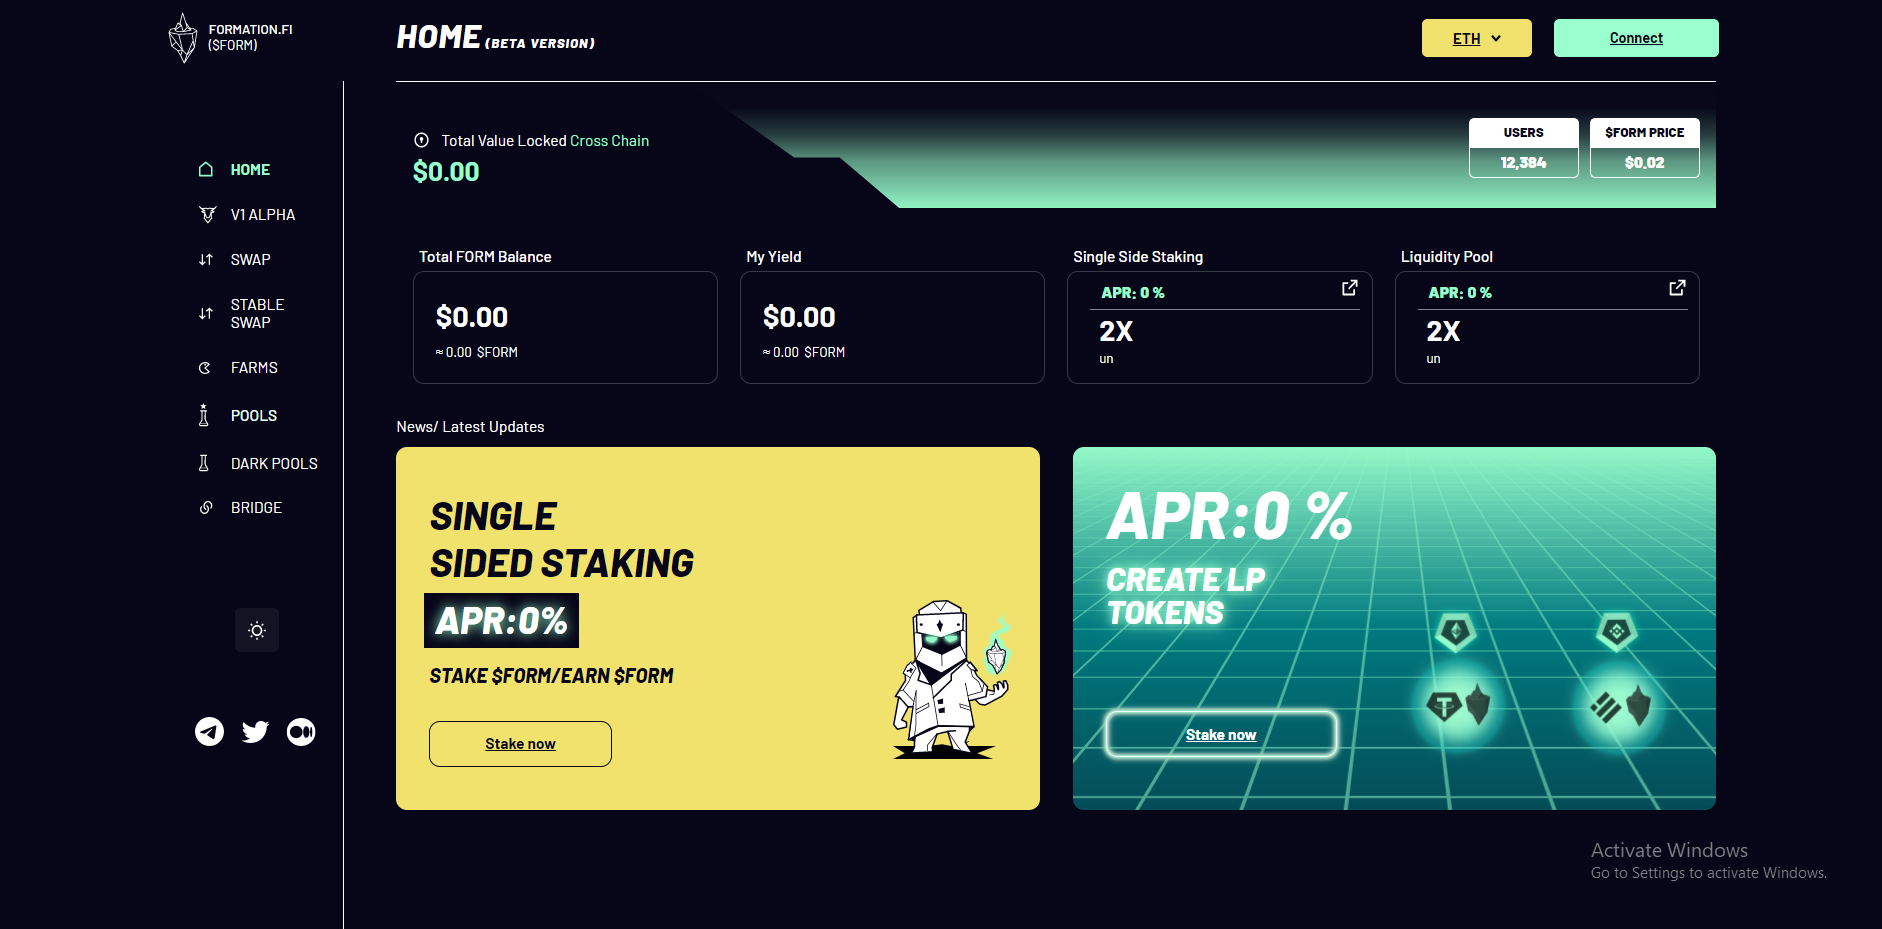 FORMATION.FI
($FORM)
HOME (BETA VERSION)
ETH
Connect
HOME
V1 ALPHA
SWAP
STABLE
SWAP
FARMS
POOLS
DARK POOLS
BRIDGE
Total Value Locked Cross Chain
$0.00
USERS
12,384
$FORM PRICE
$0.02
Total FORM Balance
$0.00
≈ 0.00 $FORM
My Yield
$0.00
≈ 0.00 $FORM
Single Side Staking
APR: 0 %
2X
un
Liquidity Pool
APR: 0 %
2X
un
News/ Latest Updates
SINGLE
SIDED STAKING
APR:0%
STAKE $FORM/EARN $FORM
Stake now
APR:0 %
CREATE LP
TOKENS
Stake now
Activate Windows
Go to Settings to activate Windows.